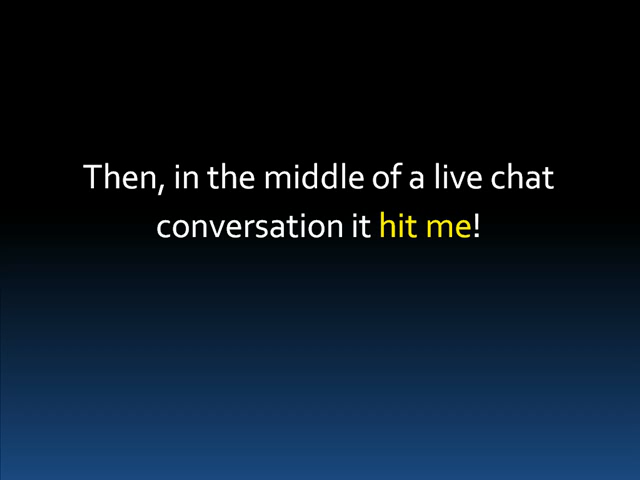 Then, in the middle of a live chat
conversation it hit me!